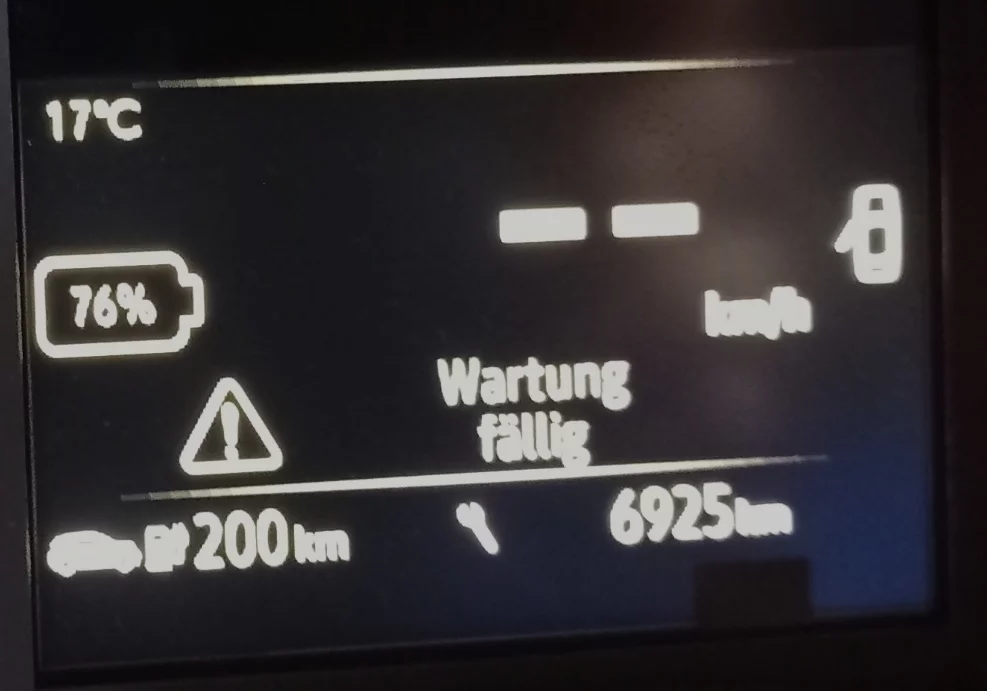 17°C
-- --
km/h
76%
Wartung
fällig
200 km
6925 km